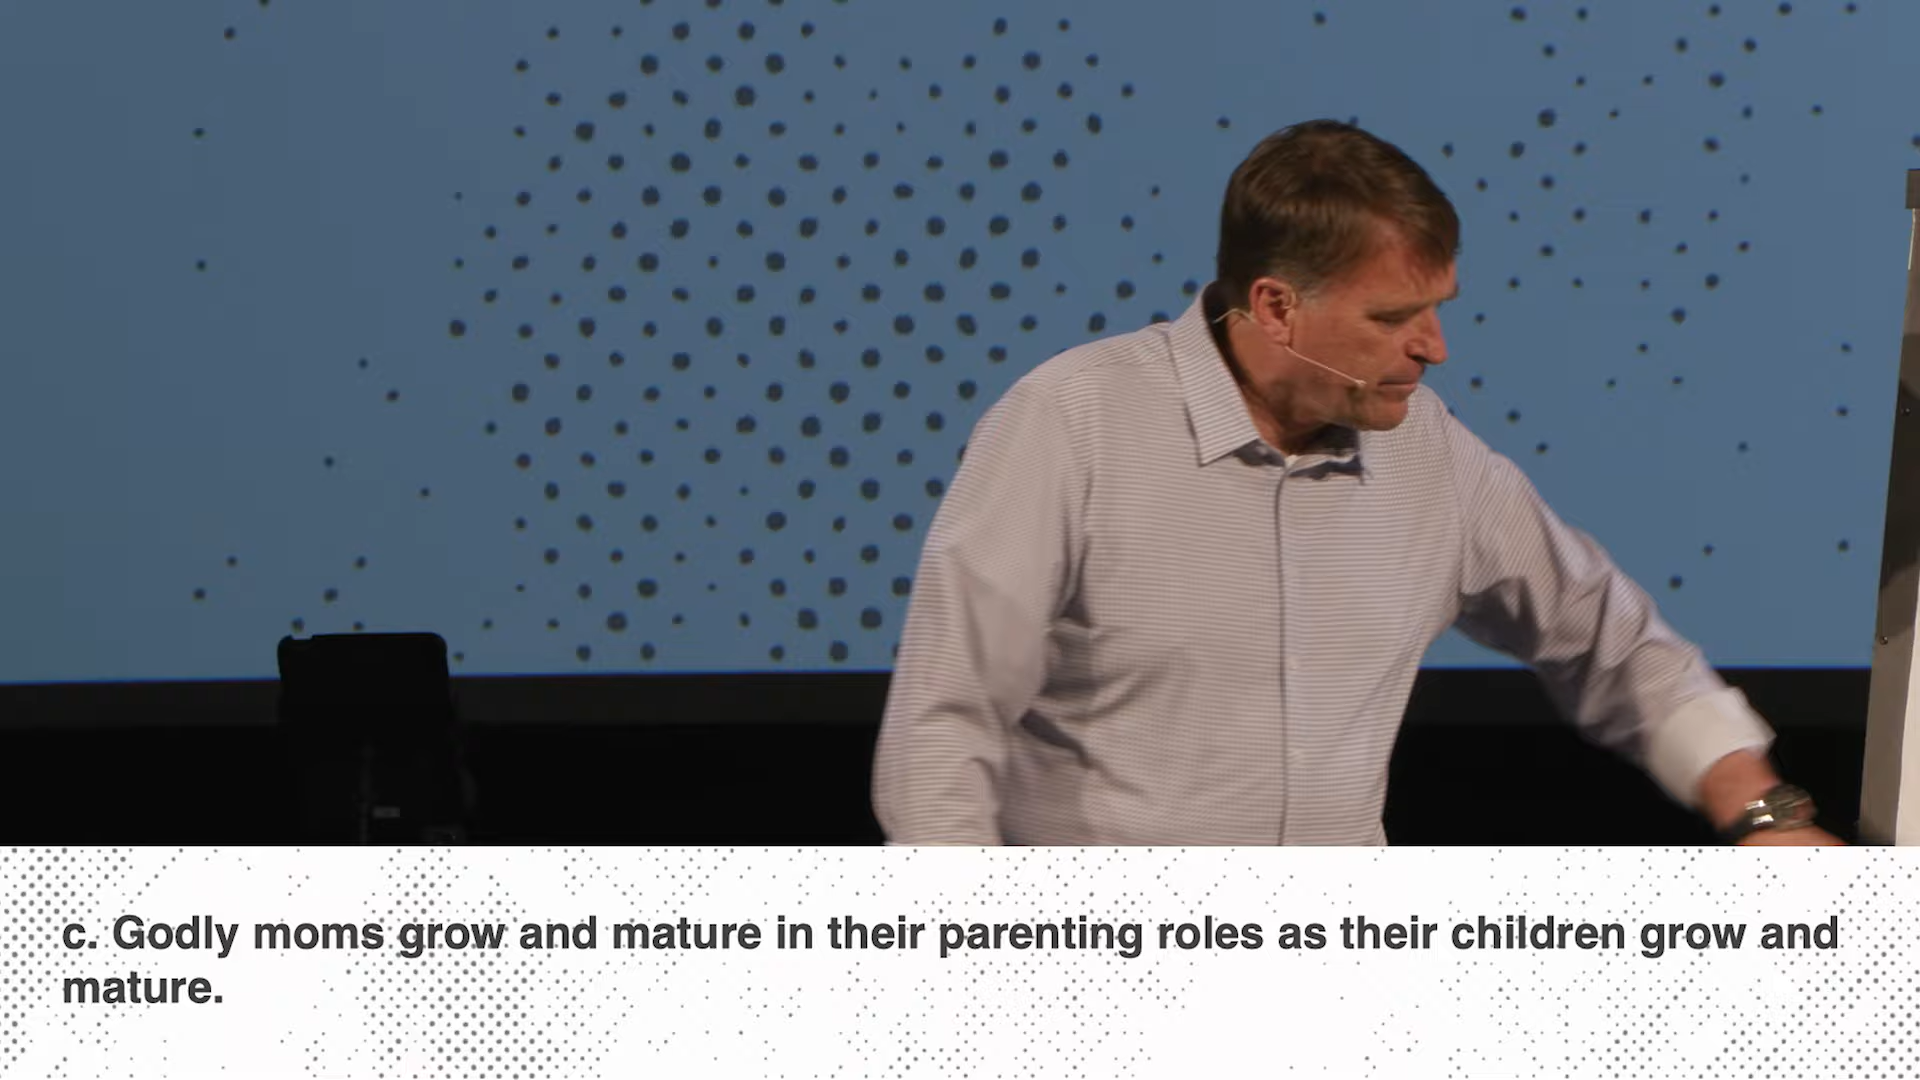 c. Godly moms grow and mature in their parenting roles as their children grow and
mature.